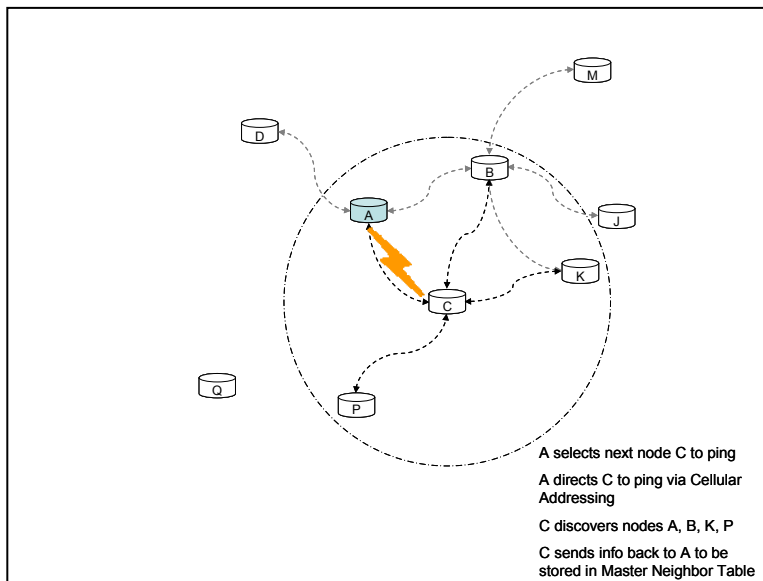 M
D
B
A
J
K
C
Q
P
A selects next node C to ping
A directs C to ping via Cellular
Addressing
C discovers nodes A, B, K, P
C sends info back to A to be
stored in Master Neighbor Table